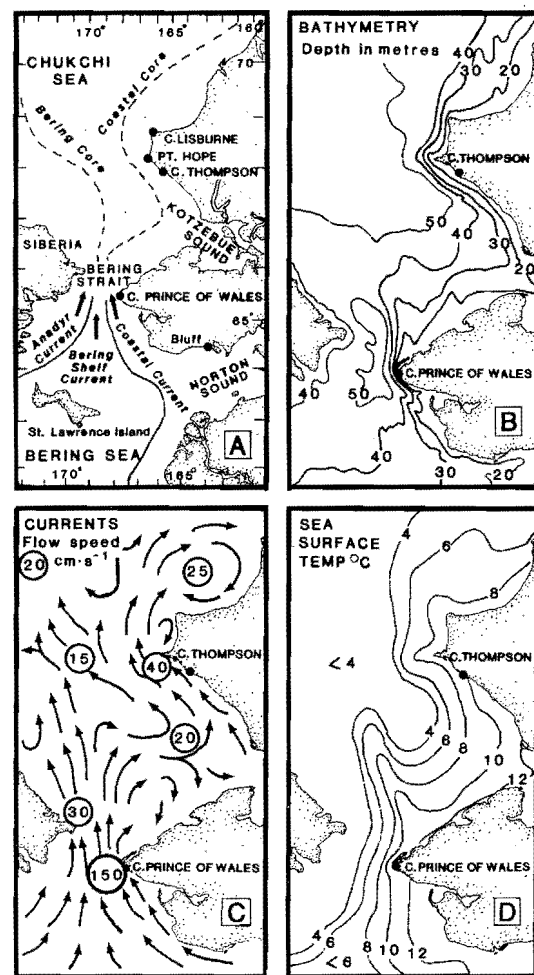 170°
165°
160
70
CHUKCHI
SEA
Coastal Core
Bering Core
C.LISBURNE
PT. HOPE
C.THOMPSON
KOTZEBUE
SOUND
SIBERIA
BERING
STRAIT
C. PRINCE OF WALES
65°
Anadyr
Current
Bering
Shelf
Current
Coastal Current
Bluff
NORTON
SOUND
St. Lawrence Island
A
BERING SEA
170°
165°
BATHYMETRY
Depth in metres
40
30
20
40
C.THOMPSON
50
40
30
20
C.PRINCE OF WALES
40
50
B
40
30
20
CURRENTS
Flow speed
20
cm·s⁻¹
25
C.THOMPSON
15
40
20
30
150
C.PRINCE OF WALES
C
SEA
SURFACE
TEMP °C
4
6
8
C.THOMPSON
<4
4
6
8
10
12
C.PRINCE OF WALES
D
4
6
<6
8
10
12